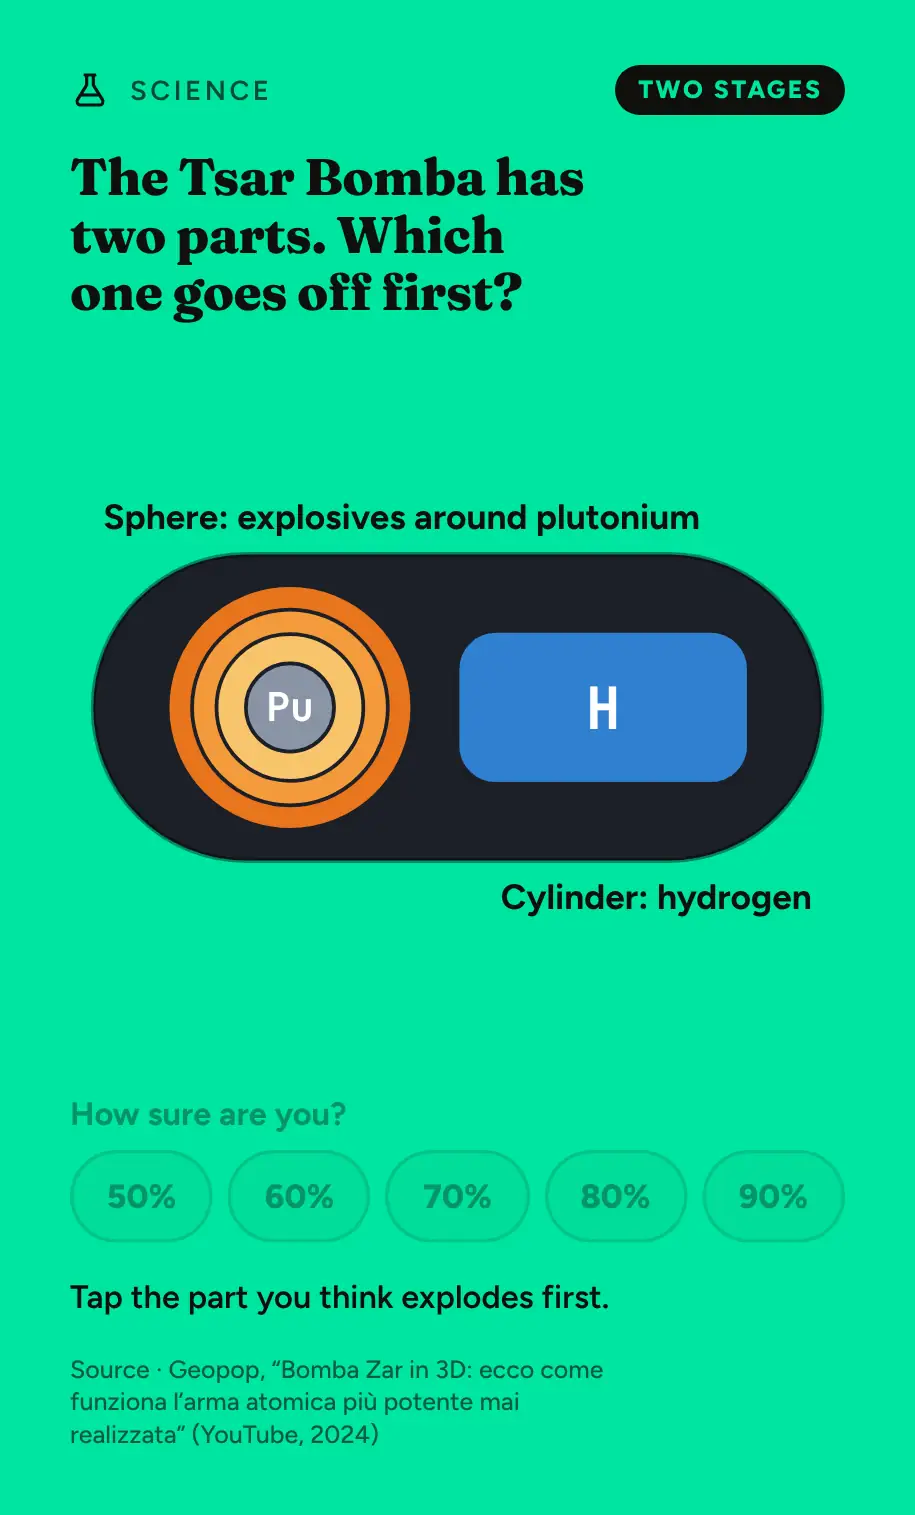 SCIENCE
TWO STAGES
The Tsar Bomba has
two parts. Which
one goes off first?
Sphere: explosives around plutonium
Pu
H
Cylinder: hydrogen
How sure are you?
50%
60%
70%
80%
90%
Tap the part you think explodes first.
Source · Geopop, “Bomba Zar in 3D: ecco come
funziona l’arma atomica più potente mai
realizzata” (YouTube, 2024)